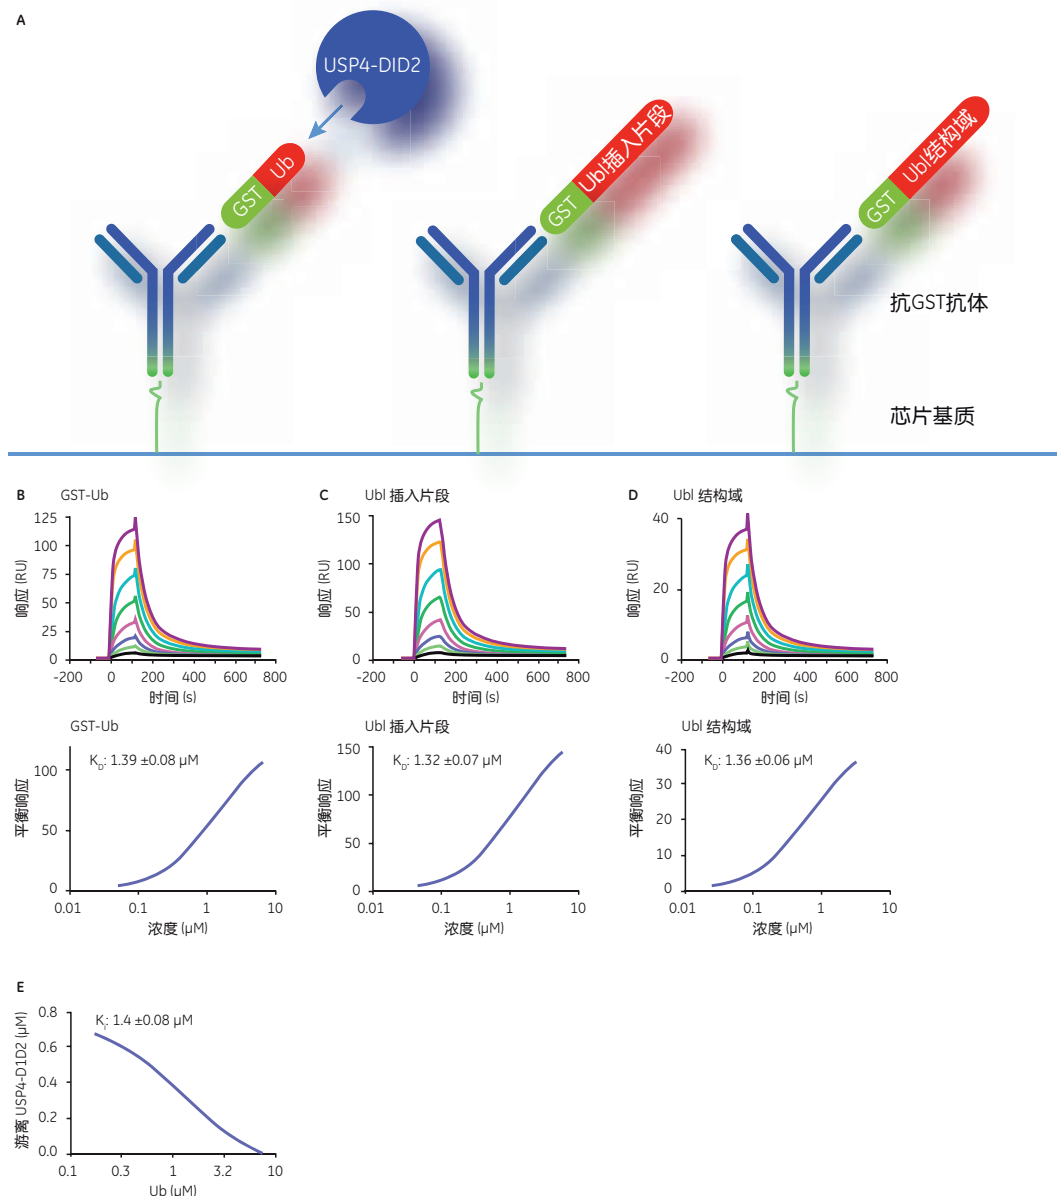 A
USP4-DID2
Ub
GST
Ubl插入片段
GST
Ubl结构域
GST
抗GST抗体
芯片基质
B
GST-Ub
125
100
75
50
25
0
响应 (RU)
-200
0
200
400
600
800
时间 (s)
C
Ubl 插入片段
150
100
50
0
响应 (RU)
-200
0
200
400
600
800
时间 (s)
D
Ubl 结构域
40
20
0
响应 (RU)
-200
0
200
400
600
800
时间 (s)
GST-Ub
K_D: 1.39 ±0.08 µM
100
50
0
平衡响应
0.01
0.1
1
10
浓度 (µM)
Ubl 插入片段
K_D: 1.32 ±0.07 µM
150
100
50
0
平衡响应
0.01
0.1
1
10
浓度 (µM)
Ubl 结构域
K_D: 1.36 ±0.06 µM
40
30
20
10
0
平衡响应
0.01
0.1
1
10
浓度 (µM)
E
K_i: 1.4 ±0.08 µM
0.8
0.6
0.4
0.2
0.0
游离 USP4-D1D2 (µM)
0.1
0.3
1
3.2
10
Ub (µM)